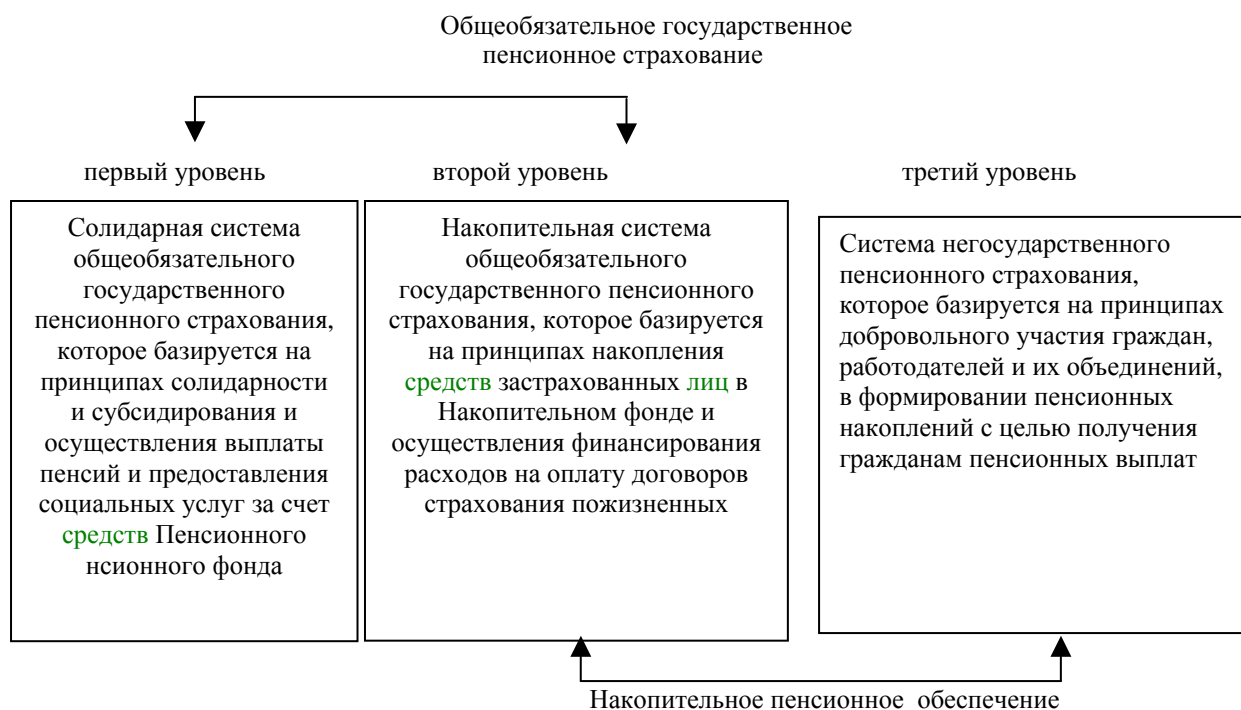 Общеобязательное государственное
пенсионное страхование
первый уровень
второй уровень
третий уровень
Солидарная система
общеобязательного
государственного
пенсионного страхования,
которое базируется на
принципах солидарности
и субсидирования и
осуществления выплаты
пенсий и предоставления
социальных услуг за счет
средств Пенсионного
нсионного фонда
Накопительная система
общеобязательного
государственного пенсионного
страхования, которое базируется
на принципах накопления
средств застрахованных лиц в
Накопительном фонде и
осуществления финансирования
расходов на оплату договоров
страхования пожизненных
Система негосударственного
пенсионного страхования,
которое базируется на принципах
добровольного участия граждан,
работодателей и их объединений,
в формировании пенсионных
накоплений с целью получения
гражданам пенсионных выплат
Накопительное пенсионное обеспечение